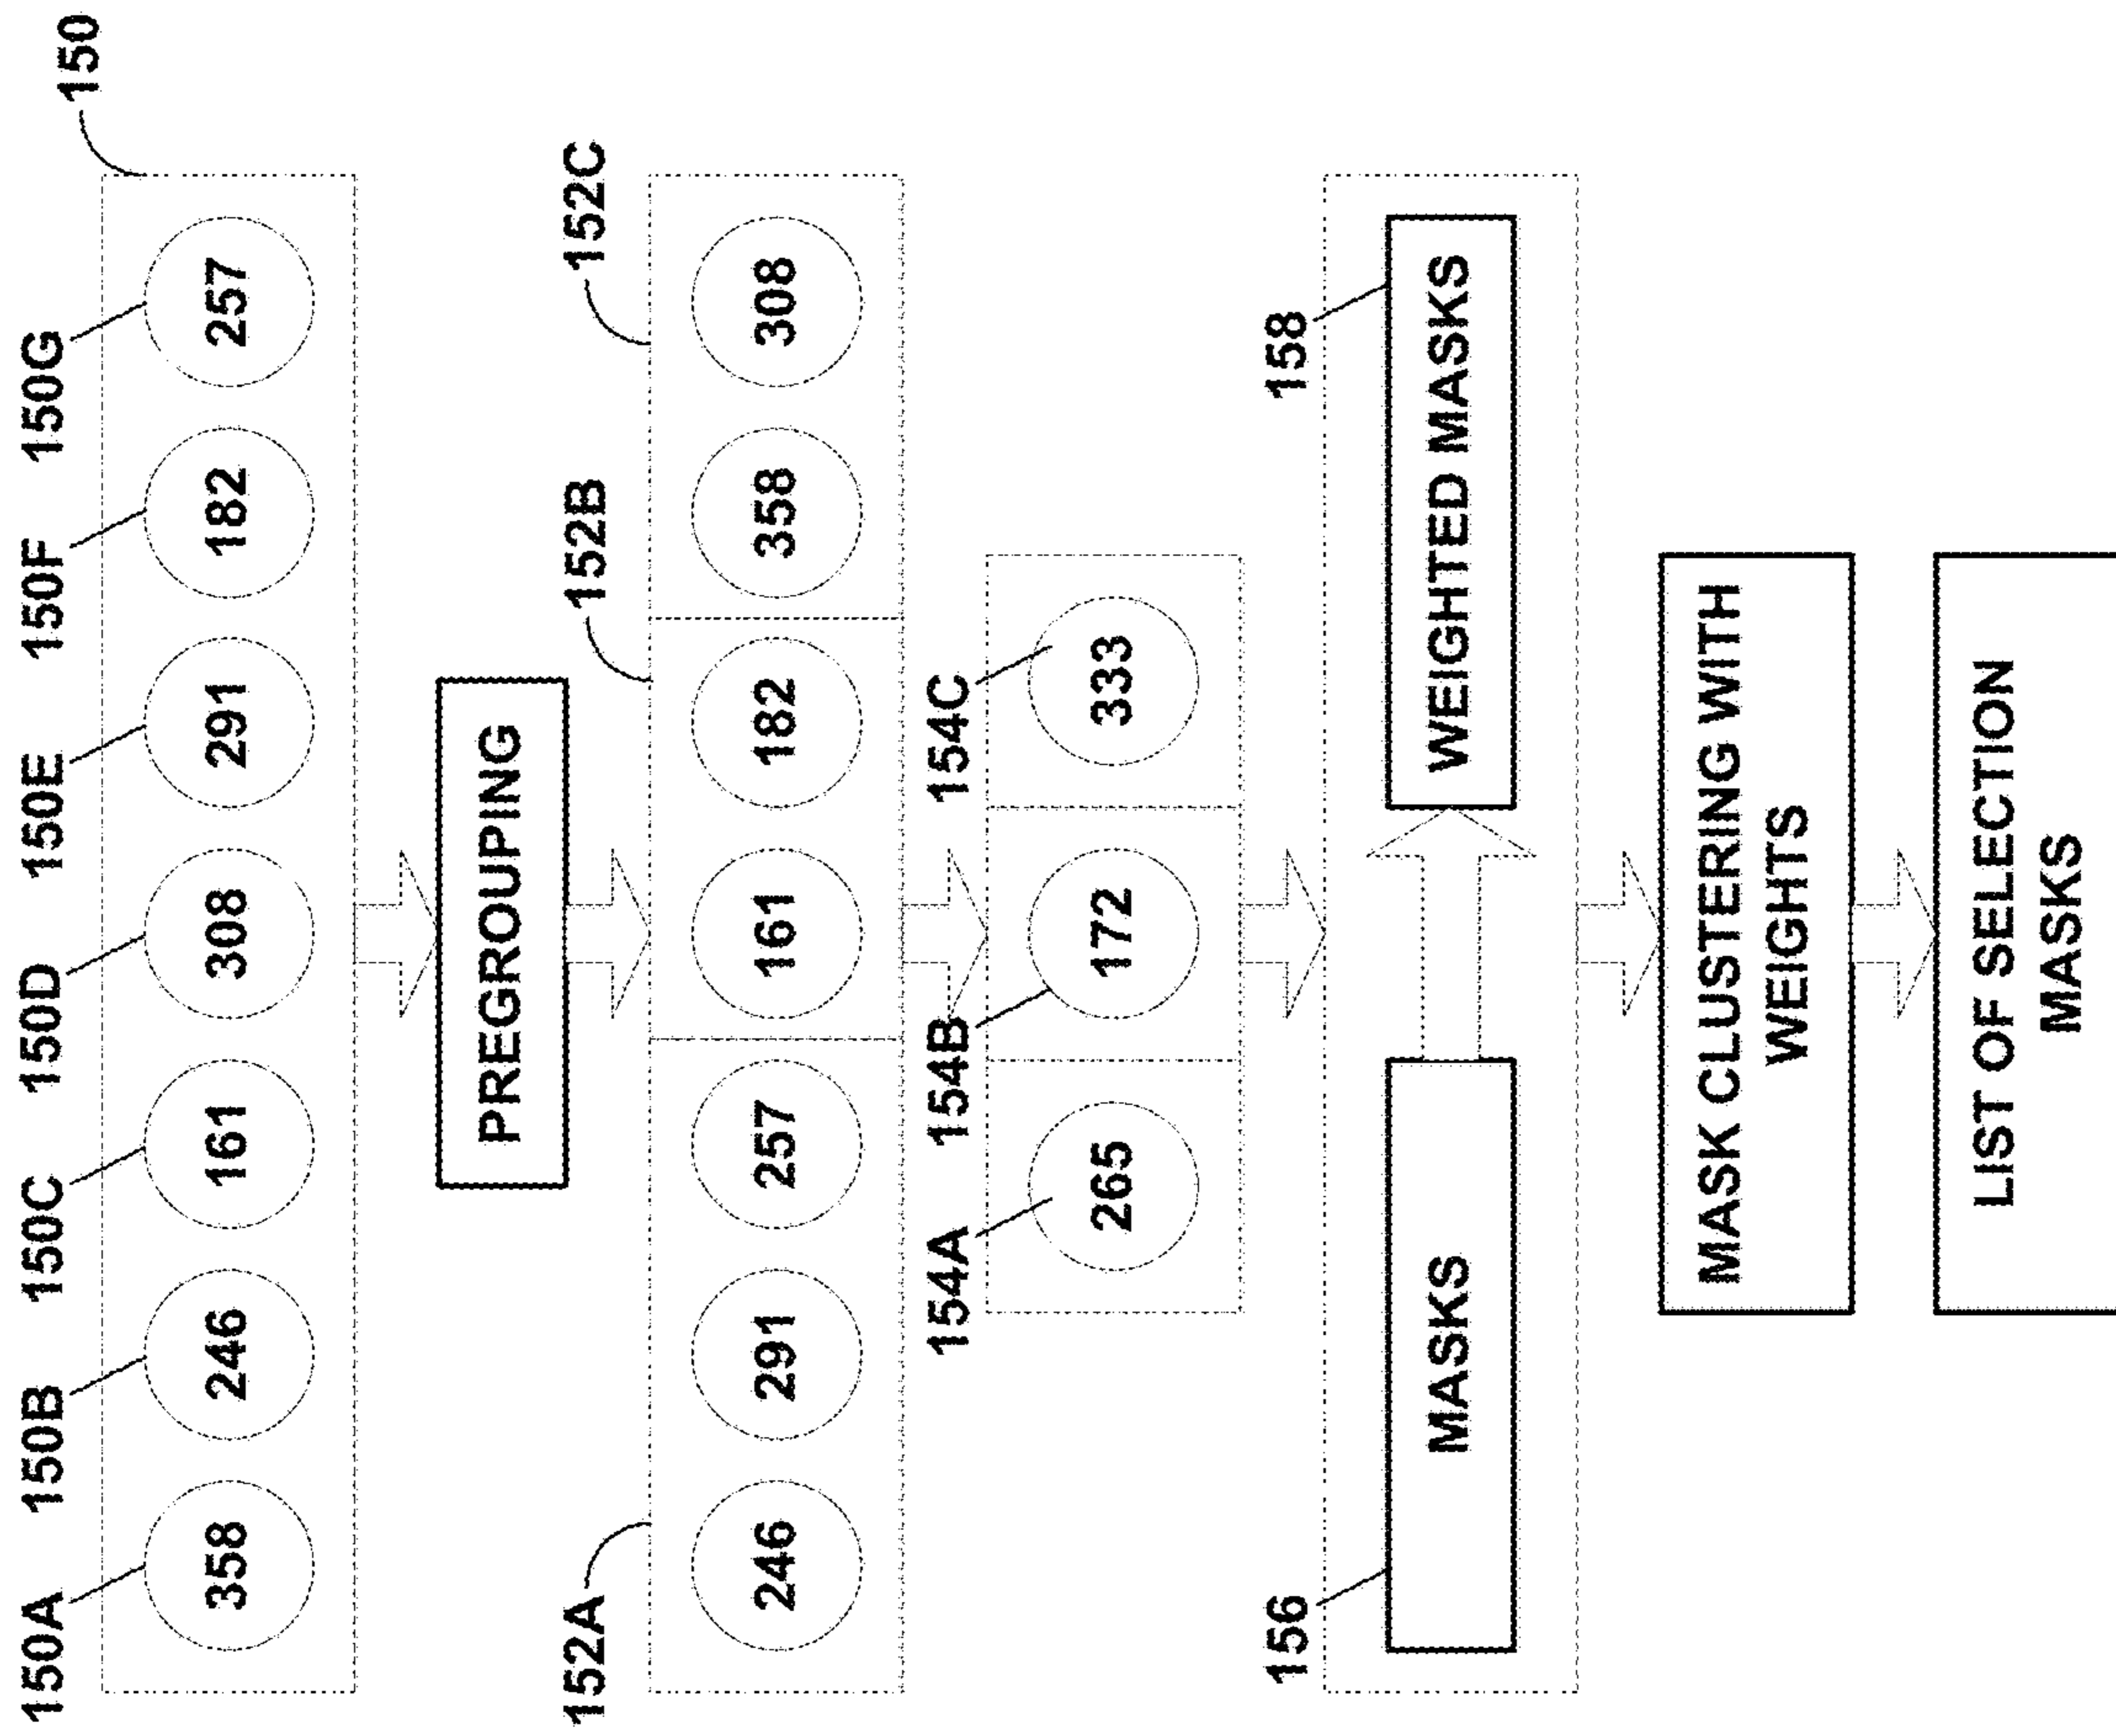 150
150A 150B 150C 150D 150E 150F 150G
358 246 161 308 291 182 257
PREGROUPING
152A 152B 152C
246 291 257 161 182 358 308
154A 154B 154C
265 172 333
156 158
MASKS WEIGHTED MASKS
MASK CLUSTERING WITH
WEIGHTS
LIST OF SELECTION
MASKS